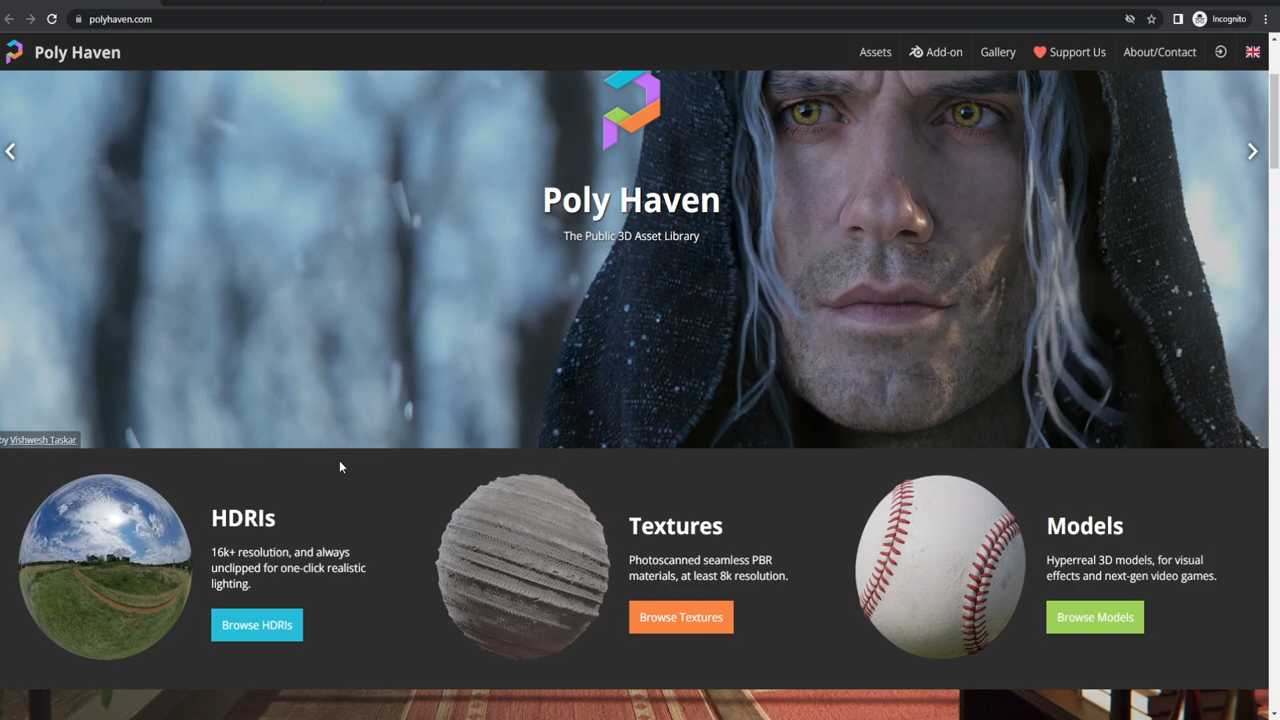 polyhaven.com
Incognito
Poly Haven
Assets
Add-on
Gallery
Support Us
About/Contact
Poly Haven
The Public 3D Asset Library
by Vishwesh Taskar
HDRIs
16k+ resolution, and always
unclipped for one-click realistic
lighting.
Browse HDRIs
Textures
Photoscanned seamless PBR
materials, at least 8k resolution.
Browse Textures
Models
Hyperreal 3D models, for visual
effects and next-gen video games.
Browse Models